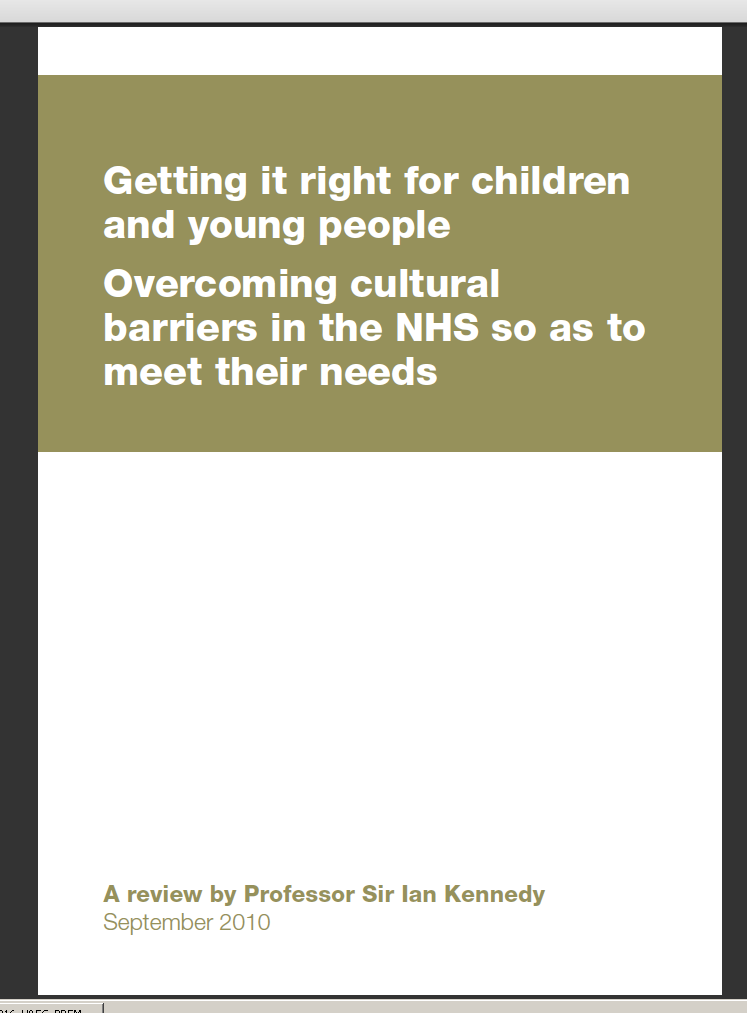 Getting it right for children
and young people
Overcoming cultural
barriers in the NHS so as to
meet their needs
A review by Professor Sir Ian Kennedy
September 2010